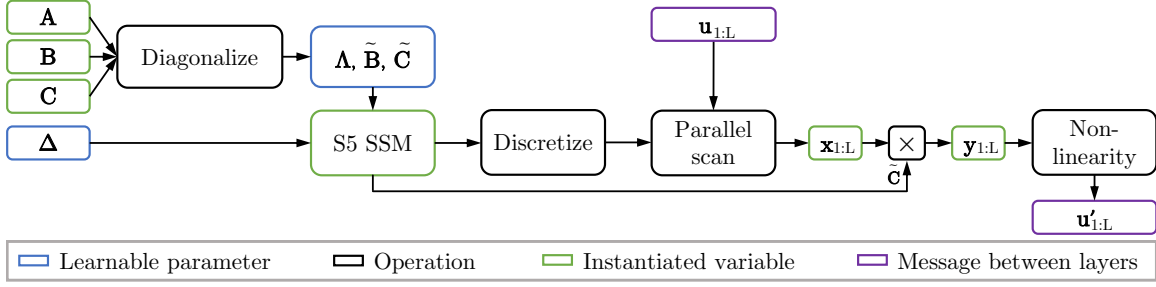 A
B
C
Δ
Diagonalize
Λ, B̃, C̃
S5 SSM
Discretize
u1:L
Parallel
scan
x1:L
×
C̃
y1:L
Non-
linearity
u′1:L
Learnable parameter
Operation
Instantiated variable
Message between layers